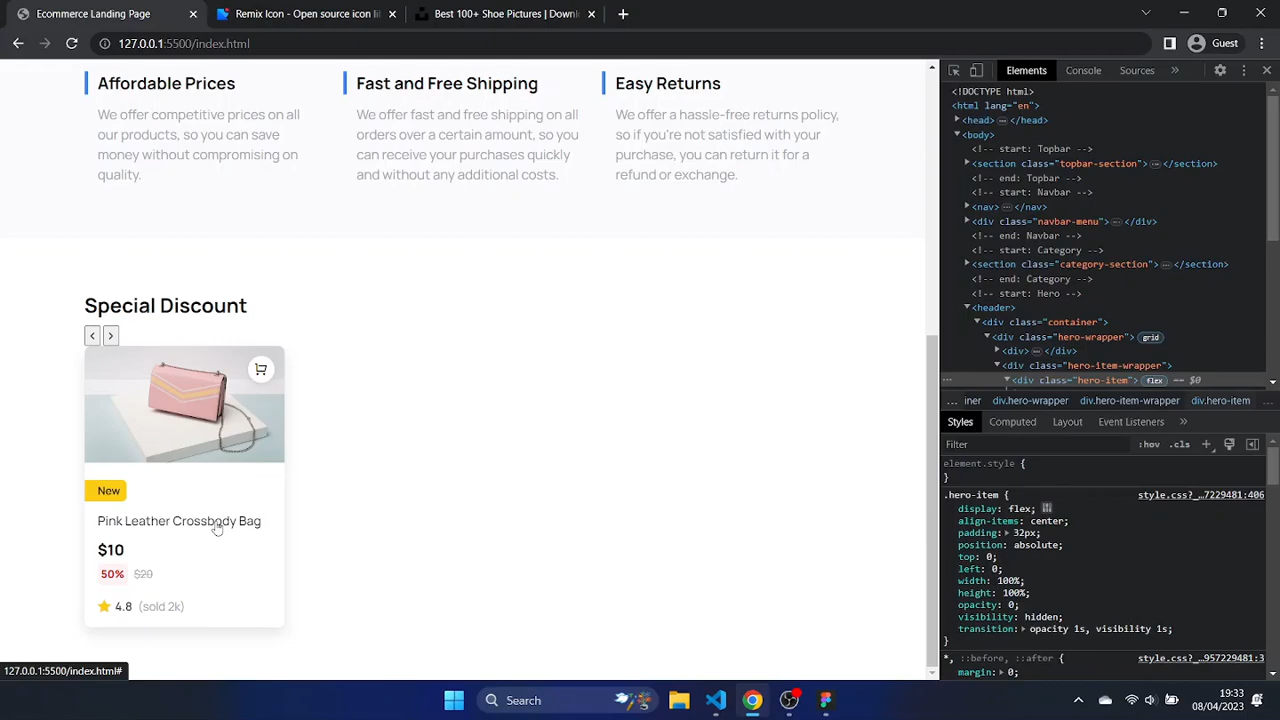 Ecommerce Landing Page
Remix Icon - Open source icon li
Best 100+ Shoe Pictures | Downl
127.0.0.1:5500/index.html
Guest
Affordable Prices
We offer competitive prices on all
our products, so you can save
money without compromising on
quality.
Fast and Free Shipping
We offer fast and free shipping on all
orders over a certain amount, so you
can receive your purchases quickly
and without any additional costs.
Easy Returns
We offer a hassle-free returns policy,
so if you're not satisfied with your
purchase, you can return it for a
refund or exchange.
Special Discount
New
Pink Leather Crossbody Bag
$10
50% $20
4.8 (sold 2k)
127.0.0.1:5500/index.html#
Elements Console Sources
<!DOCTYPE html>
<html lang="en">
<head> ⋯ </head>
<body>
<!-- start: Topbar -->
<section class="topbar-section"> ⋯ </section>
<!-- end: Topbar -->
<!-- start: Navbar -->
<nav> ⋯ </nav>
<div class="navbar-menu"> ⋯ </div>
<!-- end: Navbar -->
<!-- start: Category -->
<section class="category-section"> ⋯ </section>
<!-- end: Category -->
<!-- start: Hero -->
<header>
<div class="container">
<div class="hero-wrapper"> grid
<div> ⋯ </div>
<div class="hero-item-wrapper">
<div class="hero-item"> flex == $0
... iner div.hero-wrapper div.hero-item-wrapper div.hero-item ...
Styles Computed Layout Event Listeners
Filter :hov .cls
element.style {
}
.hero-item { style.css?_…7229481:406
display: flex;
align-items: center;
padding: 32px;
position: absolute;
top: 0;
left: 0;
width: 100%;
height: 100%;
opacity: 0;
visibility: hidden;
transition: opacity 1s, visibility 1s;
}
*, ::before, ::after { style.css?_…957229481:3
margin: 0;
Search
19:33
08/04/2023